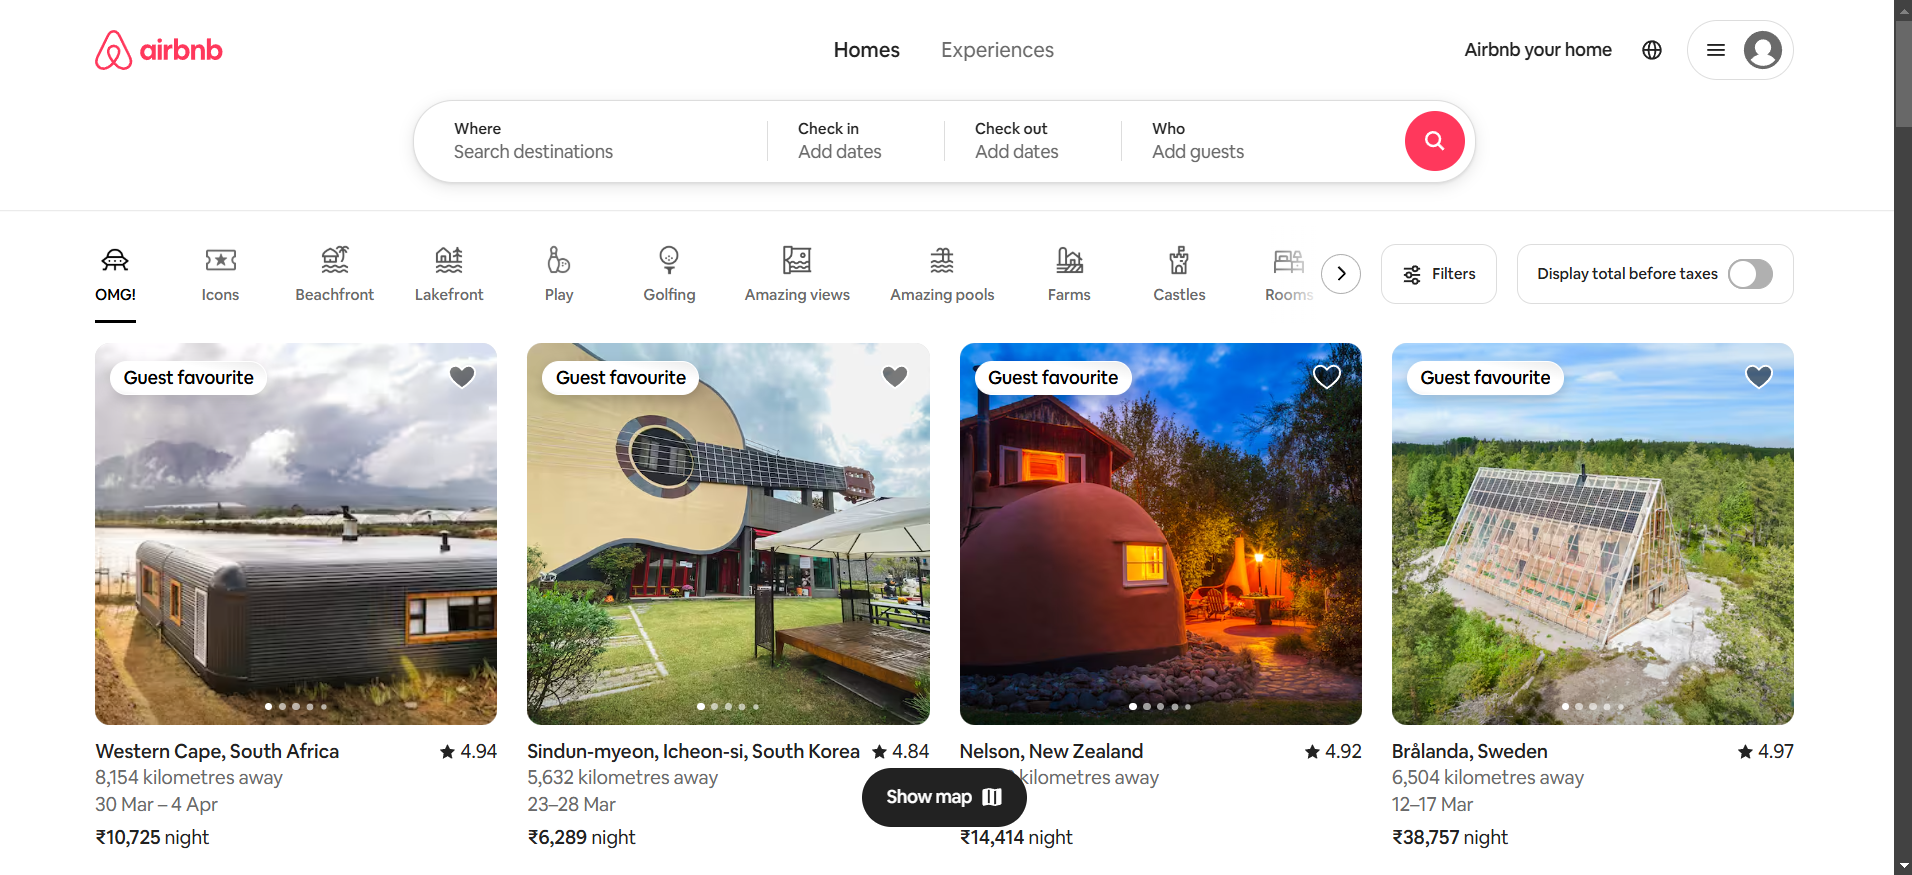 airbnb
Homes
Experiences
Airbnb your home
Where
Search destinations
Check in
Add dates
Check out
Add dates
Who
Add guests
OMG!
Icons
Beachfront
Lakefront
Play
Golfing
Amazing views
Amazing pools
Farms
Castles
Rooms
Filters
Display total before taxes
Guest favourite
Guest favourite
Guest favourite
Guest favourite
Western Cape, South Africa
4.94
8,154 kilometres away
30 Mar – 4 Apr
₹10,725 night
Sindun-myeon, Icheon-si, South Korea
4.84
5,632 kilometres away
23–28 Mar
₹6,289 night
Nelson, New Zealand
4.92
kilometres away
₹14,414 night
Brålanda, Sweden
4.97
6,504 kilometres away
12–17 Mar
₹38,757 night
Show map